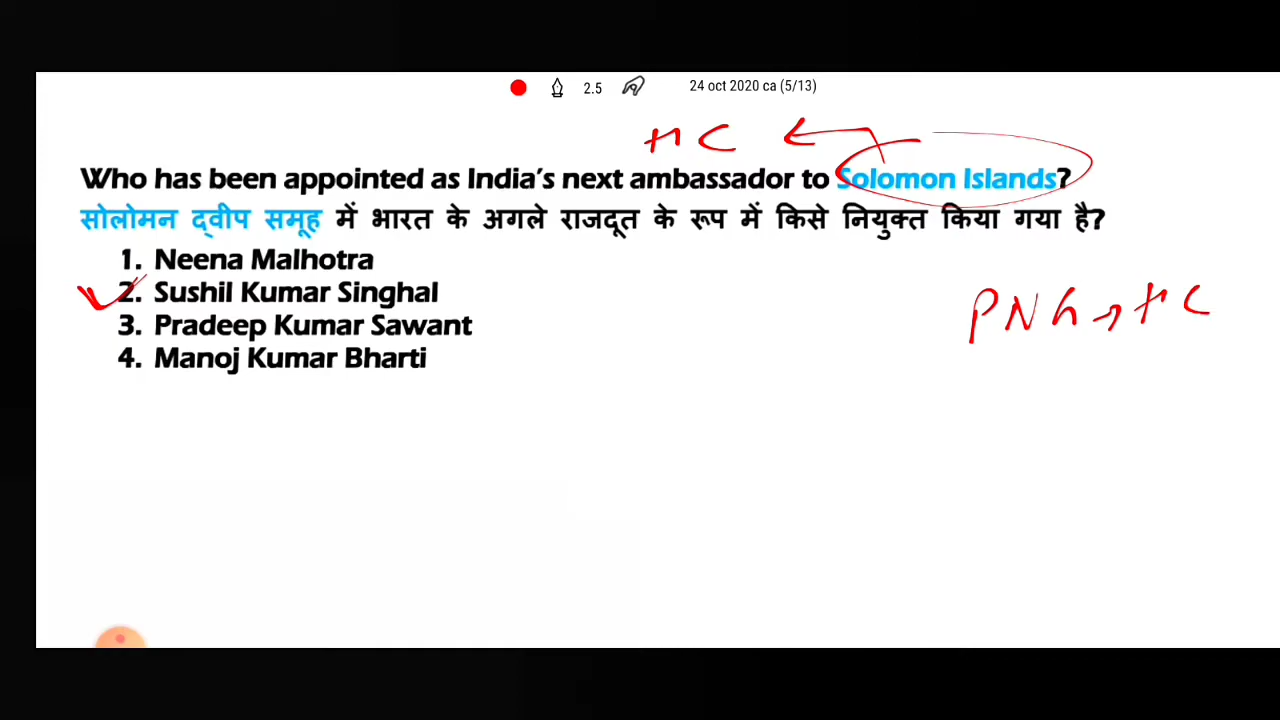 2.5 24 oct 2020 ca (5/13)
HC
Who has been appointed as India's next ambassador to Solomon Islands?
सोलोमन द्वीप समूह में भारत के अगले राजदूत के रूप में किसे नियुक्त किया गया है?
1. Neena Malhotra
2. Sushil Kumar Singhal
3. Pradeep Kumar Sawant
4. Manoj Kumar Bharti
PNG → HC